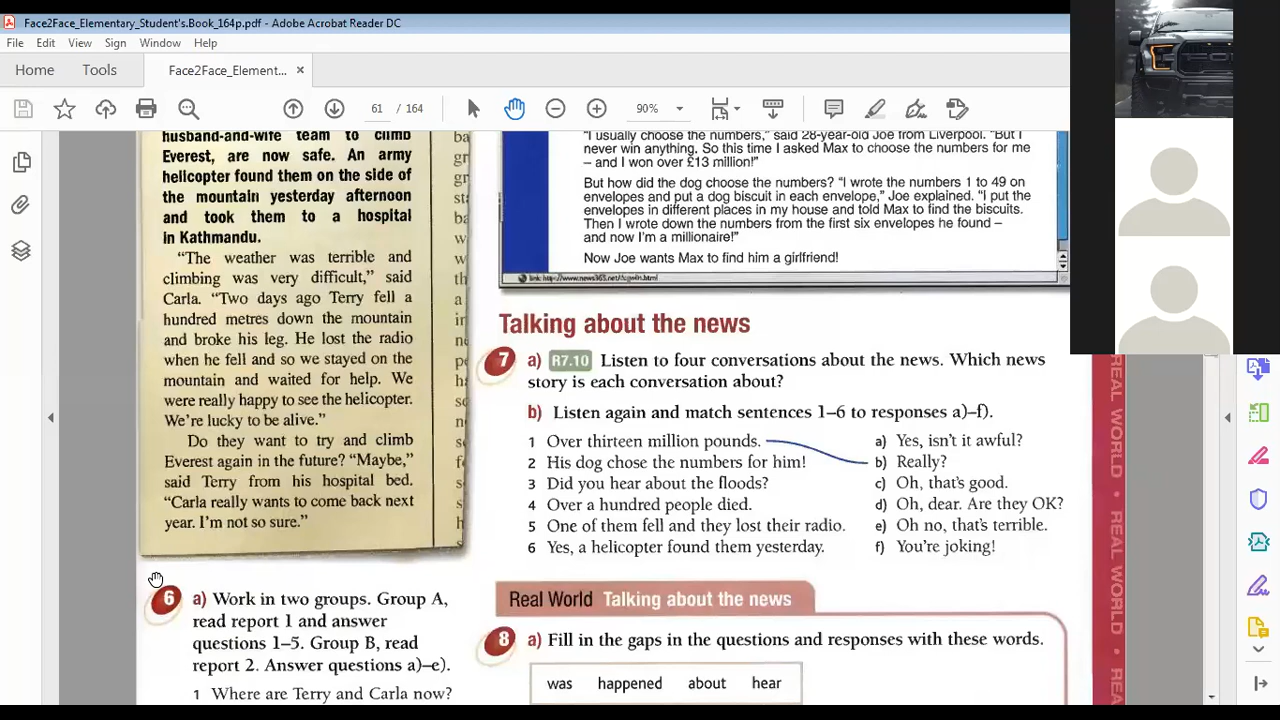 Face2Face_Elementary_Student's.Book_164p.pdf - Adobe Acrobat Reader DC
File Edit View Sign Window Help
Home Tools Face2Face_Element... ×
61 / 164 90%
husband-and-wife team to climb
Everest, are now safe. An army
helicopter found them on the side of
the mountain yesterday afternoon
and took them to a hospital
in Kathmandu.
"The weather was terrible and
climbing was very difficult," said
Carla. "Two days ago Terry fell a
hundred metres down the mountain
and broke his leg. He lost the radio
when he fell and so we stayed on the
mountain and waited for help. We
were really happy to see the helicopter.
We're lucky to be alive."
Do they want to try and climb
Everest again in the future? "Maybe,"
said Terry from his hospital bed.
"Carla really wants to come back next
year. I'm not so sure."
6 a) Work in two groups. Group A,
read report 1 and answer
questions 1–5. Group B, read
report 2. Answer questions a)–e).
1 Where are Terry and Carla now?
"I usually choose the numbers," said 28-year-old Joe from Liverpool. "But I
never win anything. So this time I asked Max to choose the numbers for me
– and I won over £13 million!"
But how did the dog choose the numbers? "I wrote the numbers 1 to 49 on
envelopes and put a dog biscuit in each envelope," Joe explained. "I put the
envelopes in different places in my house and told Max to find the biscuits.
Then I wrote down the numbers from the first six envelopes he found –
and now I'm a millionaire!"
Now Joe wants Max to find him a girlfriend!
Talking about the news
7 a) R7.10 Listen to four conversations about the news. Which news
story is each conversation about?
b) Listen again and match sentences 1–6 to responses a)–f).
1 Over thirteen million pounds. a) Yes, isn't it awful?
2 His dog chose the numbers for him! b) Really?
3 Did you hear about the floods? c) Oh, that's good.
4 Over a hundred people died. d) Oh, dear. Are they OK?
5 One of them fell and they lost their radio. e) Oh no, that's terrible.
6 Yes, a helicopter found them yesterday. f) You're joking!
Real World Talking about the news
8 a) Fill in the gaps in the questions and responses with these words.
was happened about hear
REAL WORLD • REAL WORLD • REA